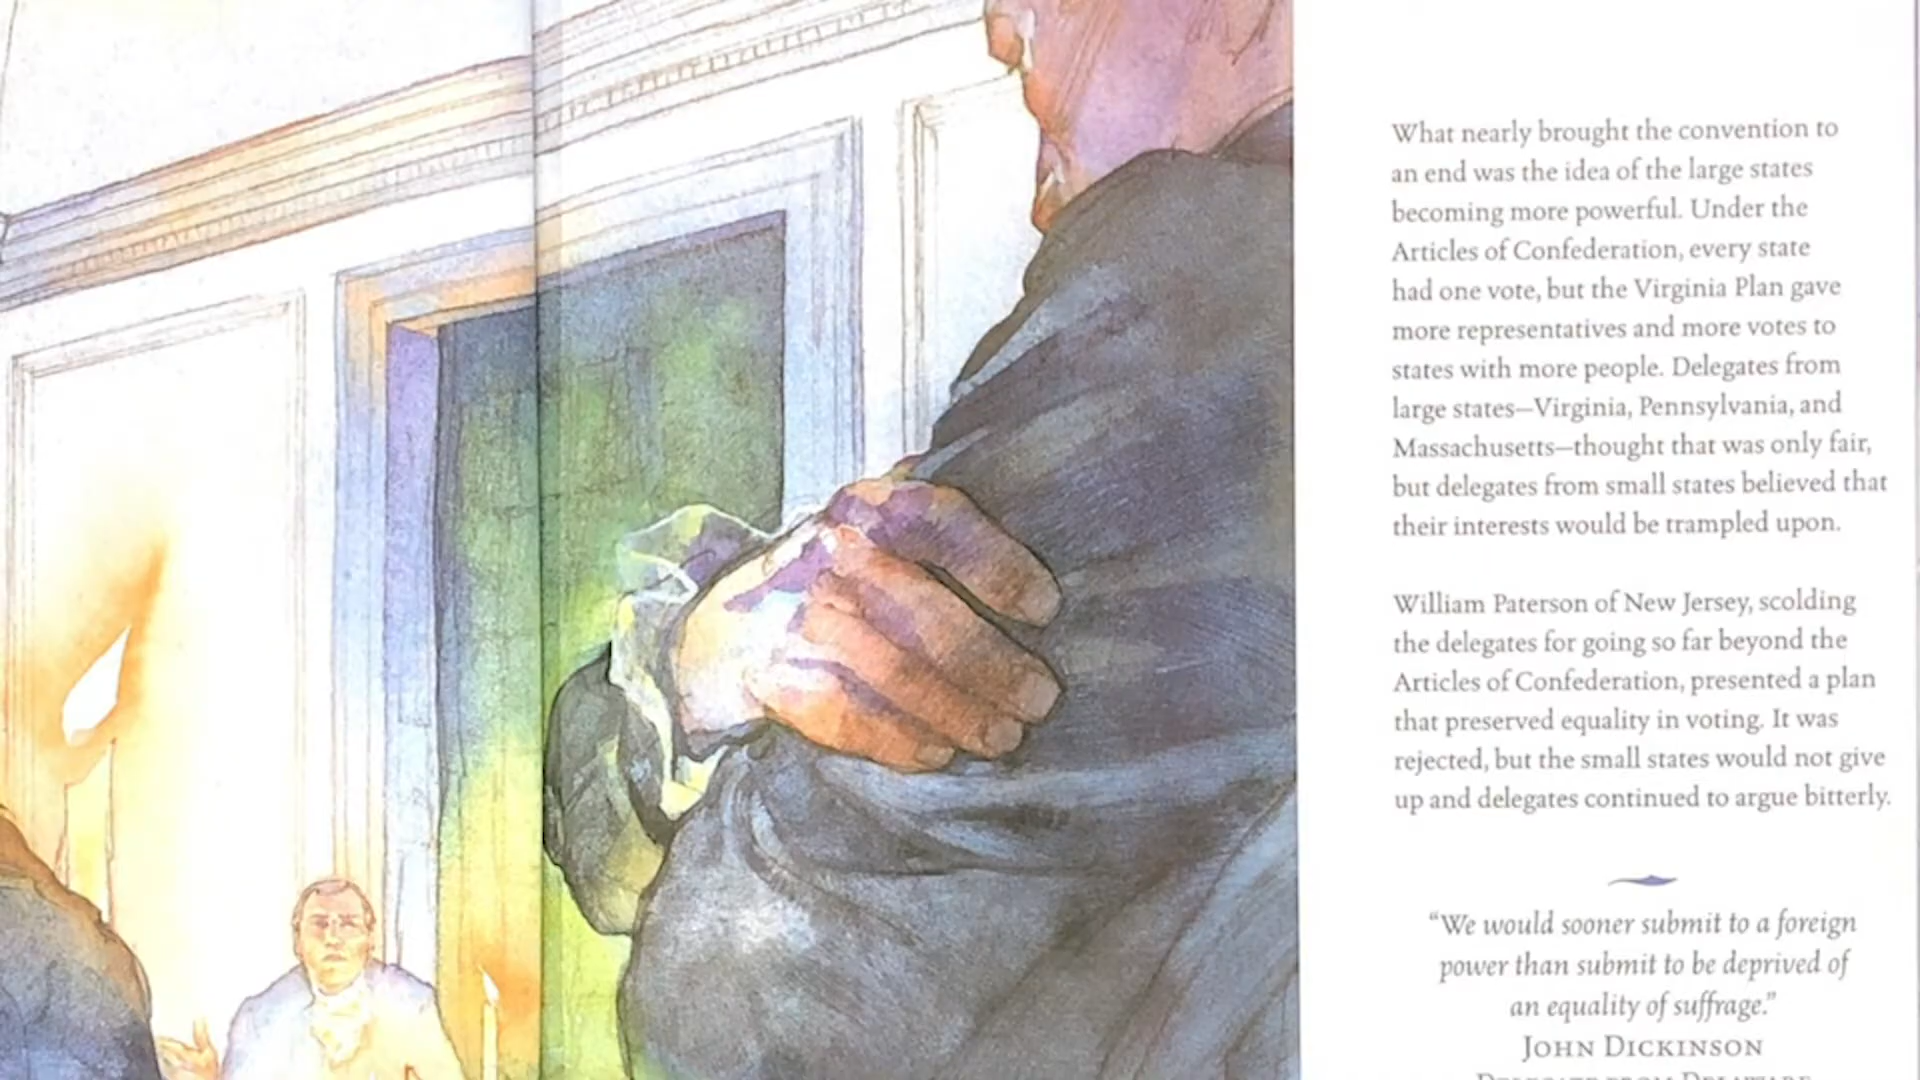 What nearly brought the convention to
an end was the idea of the large states
becoming more powerful. Under the
Articles of Confederation, every state
had one vote, but the Virginia Plan gave
more representatives and more votes to
states with more people. Delegates from
large states—Virginia, Pennsylvania, and
Massachusetts—thought that was only fair,
but delegates from small states believed that
their interests would be trampled upon.
William Paterson of New Jersey, scolding
the delegates for going so far beyond the
Articles of Confederation, presented a plan
that preserved equality in voting. It was
rejected, but the small states would not give
up and delegates continued to argue bitterly.
“We would sooner submit to a foreign
power than submit to be deprived of
an equality of suffrage.”
JOHN DICKINSON
DELEGATE FROM DELAWARE